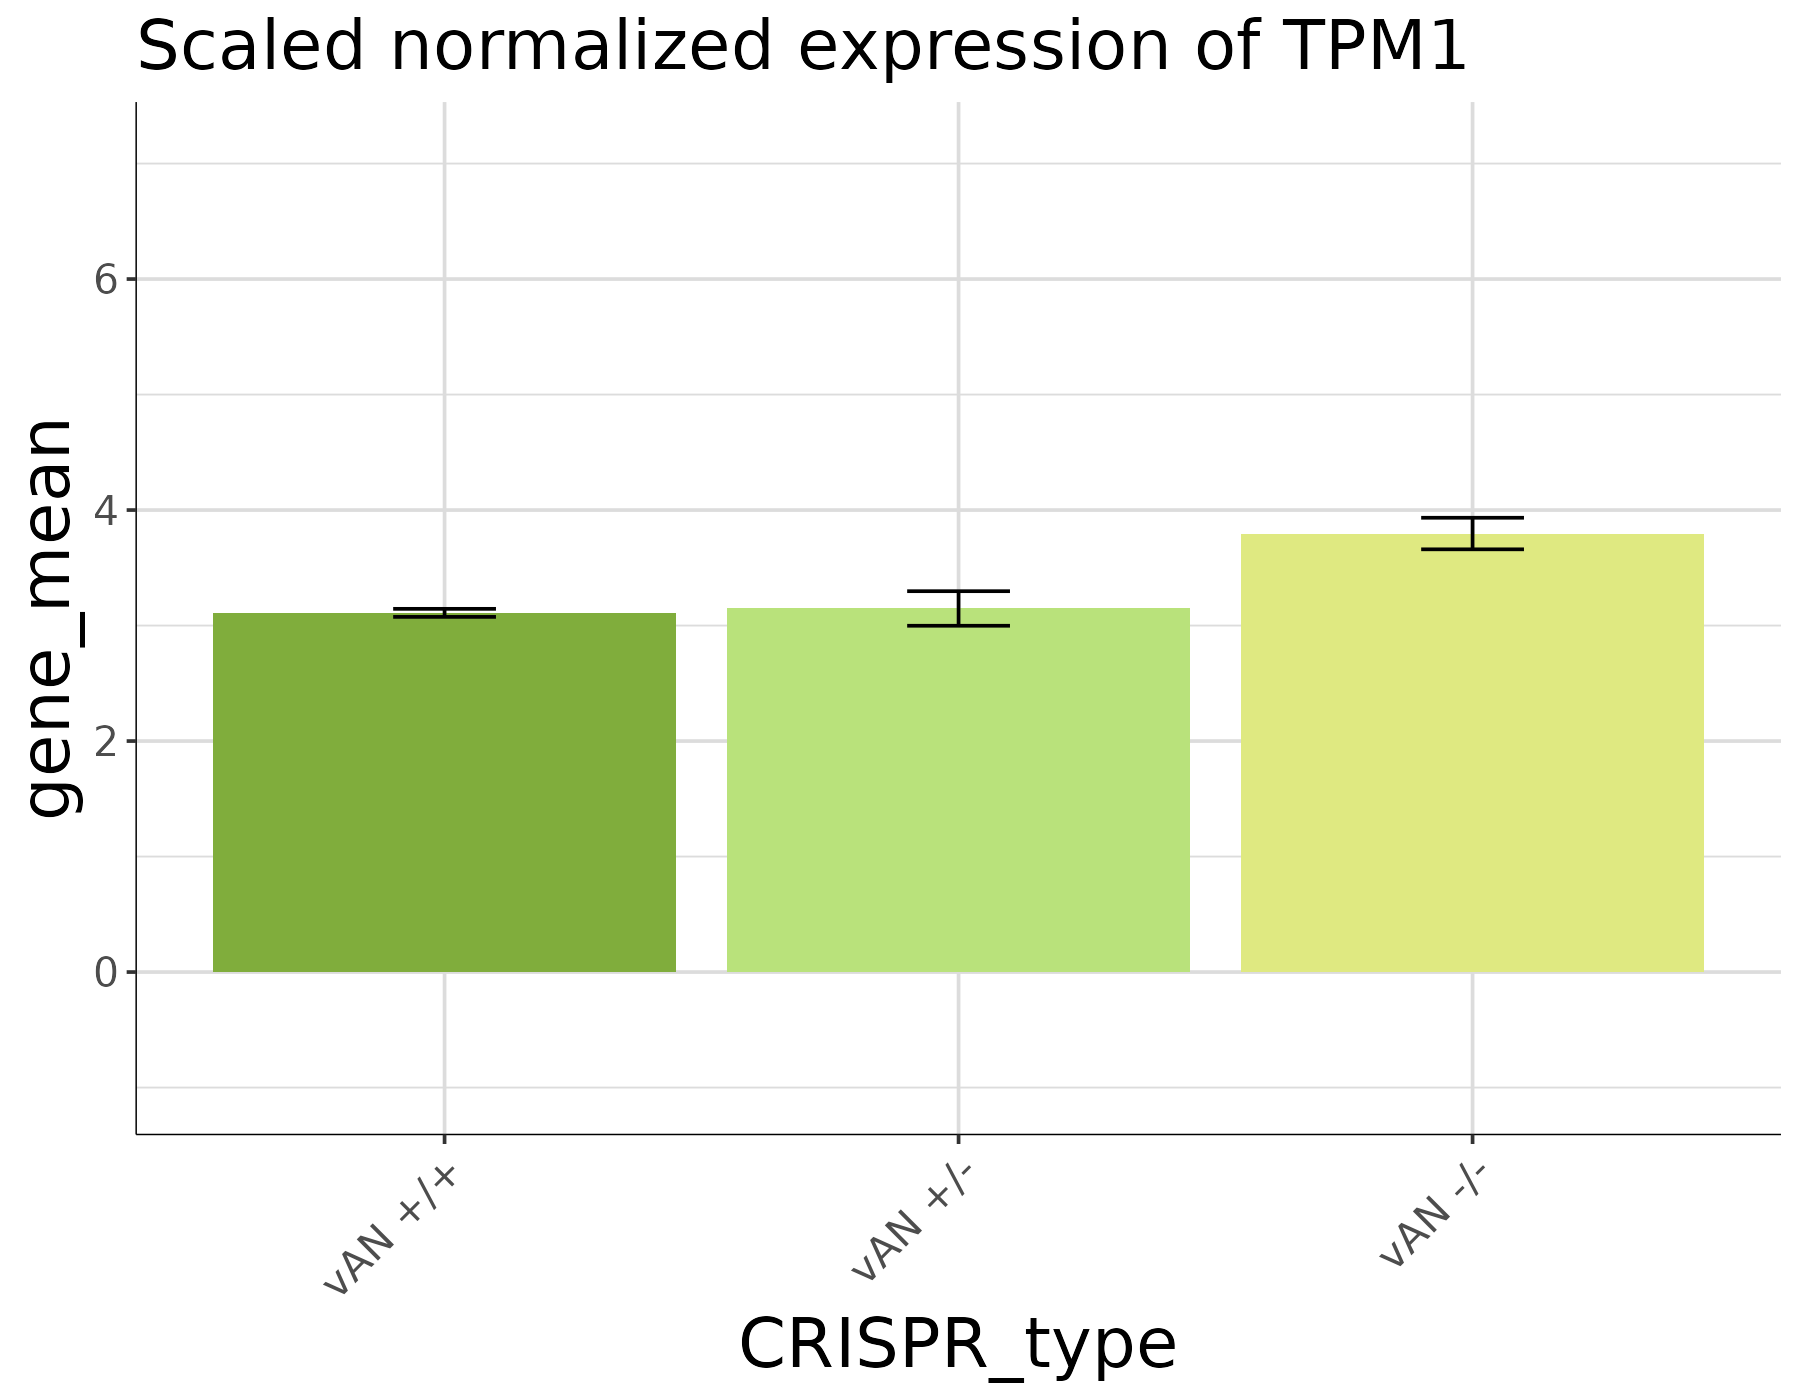 Scaled normalized expression of TPM1
gene_mean
6
4
2
0
vAN +/+
vAN +/-
vAN -/-
CRISPR_type